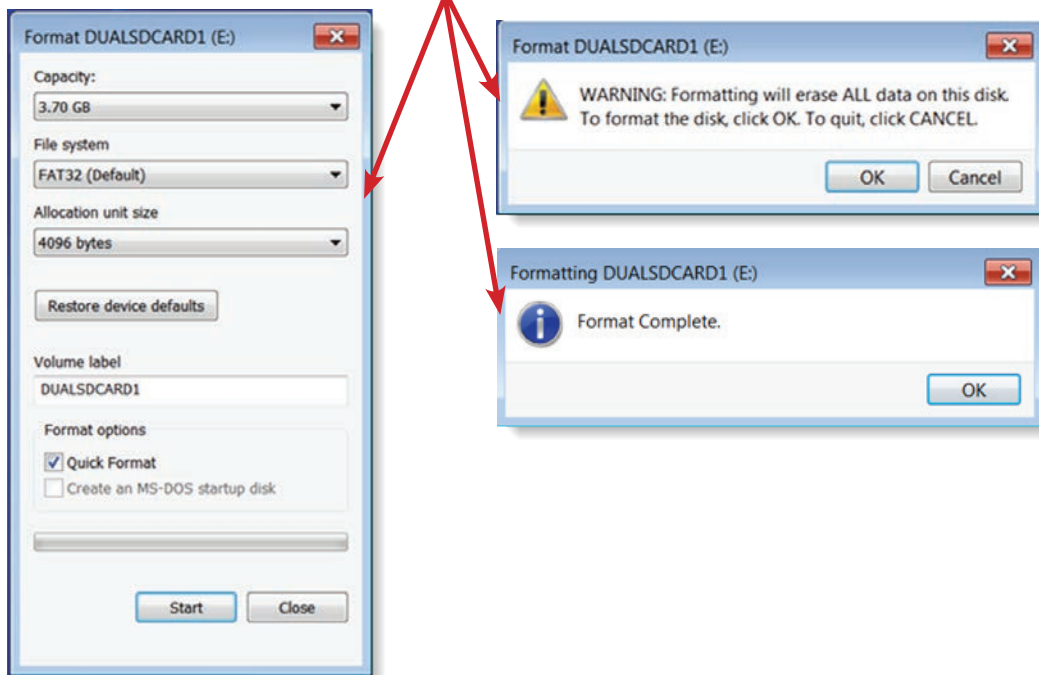 Format DUALSDCARD1 (E:)
Capacity:
3.70 GB
File system
FAT32 (Default)
Allocation unit size
4096 bytes
Restore device defaults
Volume label
DUALSDCARD1
Format options
Quick Format
Create an MS-DOS startup disk
Start Close
Format DUALSDCARD1 (E:)
WARNING: Formatting will erase ALL data on this disk.
To format the disk, click OK. To quit, click CANCEL.
OK Cancel
Formatting DUALSDCARD1 (E:)
Format Complete.
OK